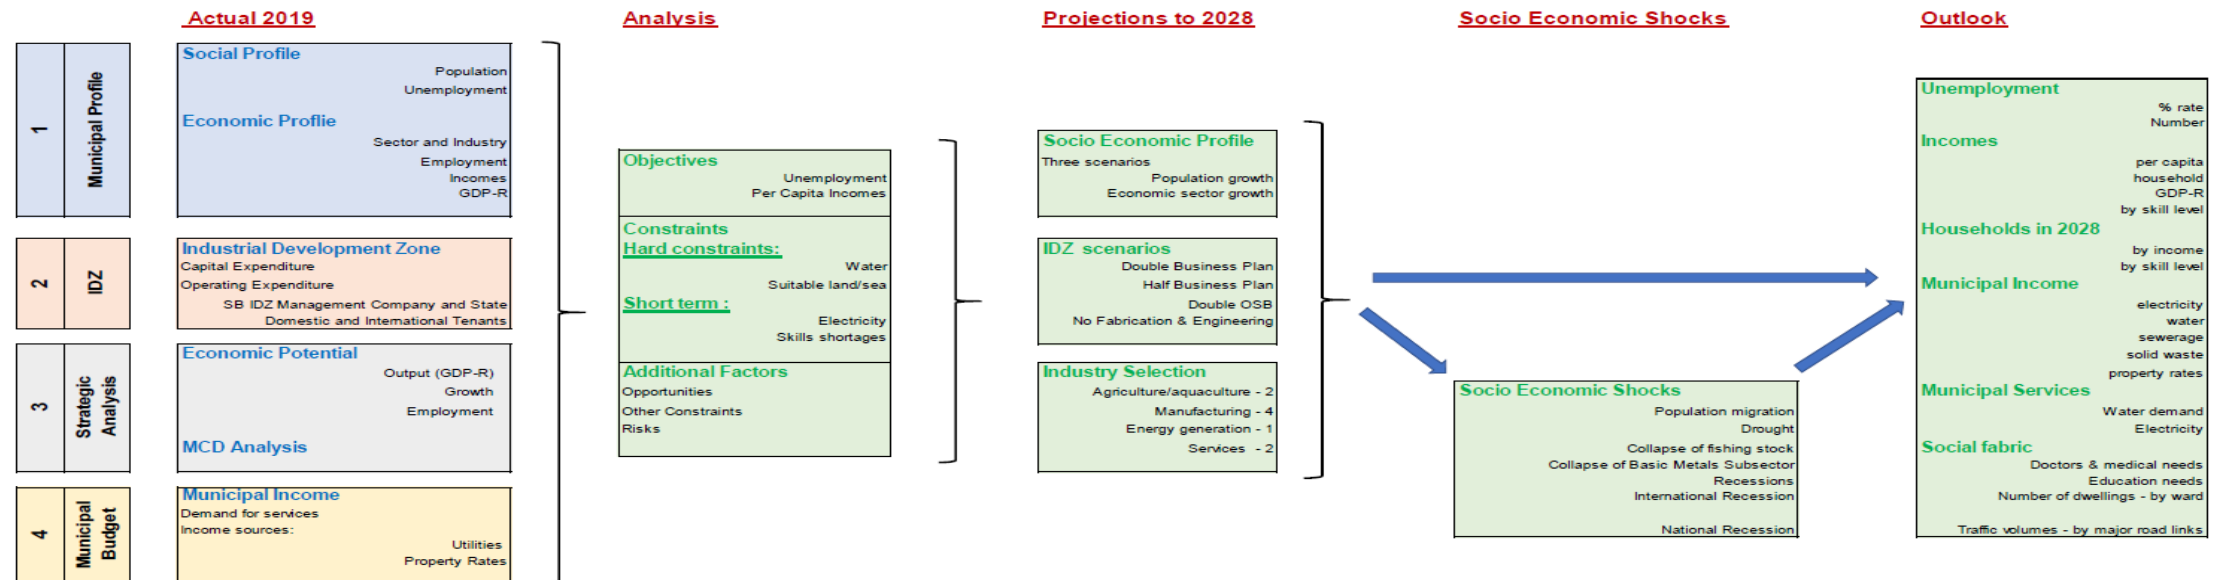 Actual 2019
Analysis
Projections to 2028
Socio Economic Shocks
Outlook
1
Municipal Profile
Social Profile
Population
Unemployment
Economic Proflie
Sector and Industry
Employment
Incomes
GDP-R
2
IDZ
Industrial Development Zone
Capital Expenditure
Operating Expenditure
SB IDZ Management Company and State
Domestic and International Tenants
3
Strategic
Analysis
Economic Potential
Output (GDP-R)
Growth
Employment
MCD Analysis
4
Municipal
Budget
Municipal Income
Demand for services
Income sources:
Utilities
Property Rates
Objectives
Unemployment
Per Capita Incomes
Constraints
Hard constraints:
Water
Suitable land/sea
Short term :
Electricity
Skills shortages
Additional Factors
Opportunities
Other Constraints
Risks
Socio Economic Profile
Three scenarios
Population growth
Economic sector growth
IDZ scenarios
Double Business Plan
Half Business Plan
Double OSB
No Fabrication & Engineering
Industry Selection
Agriculture/aquaculture - 2
Manufacturing - 4
Energy generation - 1
Services - 2
Socio Economic Shocks
Population migration
Drought
Collapse of fishing stock
Collapse of Basic Metals Subsector
Recessions
International Recession
National Recession
Unemployment
% rate
Number
Incomes
per capita
household
GDP-R
by skill level
Households in 2028
by income
by skill level
Municipal Income
electricity
water
sewerage
solid waste
property rates
Municipal Services
Water demand
Electricity
Social fabric
Doctors & medical needs
Education needs
Number of dwellings - by ward
Traffic volumes - by major road links